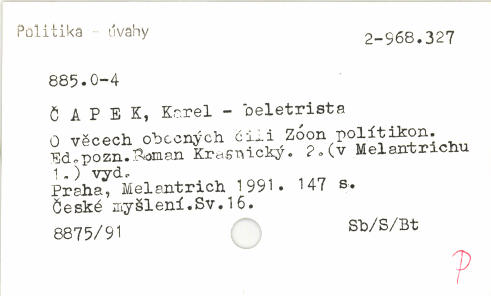 Politika - úvahy
2-968.327
885.0-4
Č A P E K, Karel - beletrista
O věcech obecných čili Zóon polítikon.
Ed.pozn.Roman Krasnický. 2.(v Melantrichu
1.) vyd.
Praha, Melantrich 1991. 147 s.
České myšlení.Sv.16.
8875/91
Sb/S/Bt
P